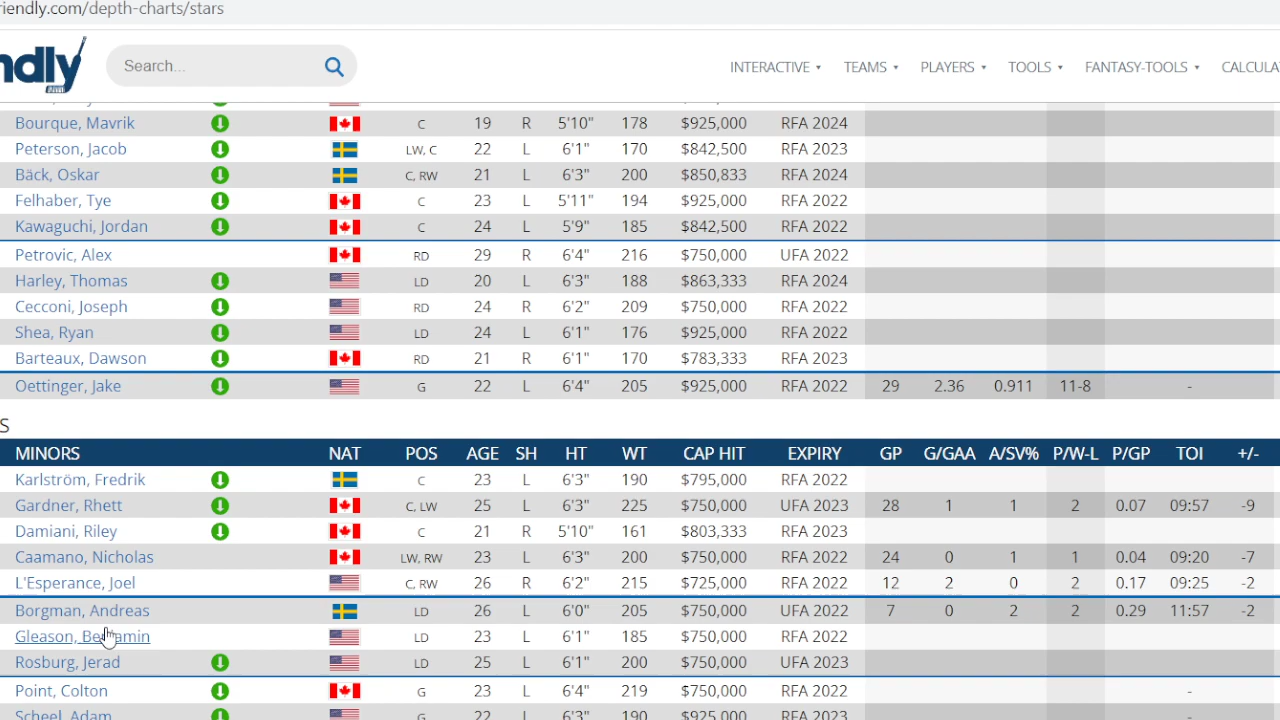 iendly.com/depth-charts/stars
ndly Search... INTERACTIVE TEAMS PLAYERS TOOLS FANTASY-TOOLS CALCULA
Bourque, Mavrik C 19 R 5'10" 178 $925,000 RFA 2024
Peterson, Jacob LW, C 22 L 6'1" 170 $842,500 RFA 2023
Bäck, Oskar C, RW 21 L 6'3" 200 $850,833 RFA 2024
Felhaber, Tye C 23 L 5'11" 194 $925,000 RFA 2022
Kawaguchi, Jordan C 24 L 5'9" 185 $842,500 RFA 2022
Petrovic, Alex RD 29 R 6'4" 216 $750,000 UFA 2022
Harley, Thomas LD 20 L 6'3" 188 $863,333 RFA 2024
Cecconi, Joseph RD 24 R 6'2" 209 $750,000 RFA 2022
Shea, Ryan LD 24 L 6'1" 176 $925,000 RFA 2022
Barteaux, Dawson RD 21 R 6'1" 170 $783,333 RFA 2023
Oettinger, Jake G 22 L 6'4" 205 $925,000 RFA 2022 29 2.36 0.911 11-8 -
S
MINORS NAT POS AGE SH HT WT CAP HIT EXPIRY GP G/GAA A/SV% P/W-L P/GP TOI +/-
Karlström, Fredrik C 23 L 6'3" 190 $795,000 RFA 2022
Gardner, Rhett C, LW 25 L 6'3" 225 $750,000 UFA 2023 28 1 1 2 0.07 09:57 -9
Damiani, Riley C 21 R 5'10" 161 $803,333 RFA 2023
Caamano, Nicholas LW, RW 23 L 6'3" 200 $750,000 RFA 2022 24 0 1 1 0.04 09:20 -7
L'Esperance, Joel C, RW 26 R 6'2" 215 $725,000 RFA 2022 12 2 0 2 0.17 09:25 -2
Borgman, Andreas LD 26 L 6'0" 205 $750,000 UFA 2022 7 0 2 2 0.29 11:57 -2
Gleason, Benjamin LD 23 L 6'1" 185 $750,000 RFA 2022
Rosburg, Jerad LD 25 L 6'1" 200 $750,000 UFA 2023
Point, Colton G 23 L 6'4" 219 $750,000 RFA 2022 -
Scheel, Adam G 22 L 6'3" 190 $925,000 RFA 2022